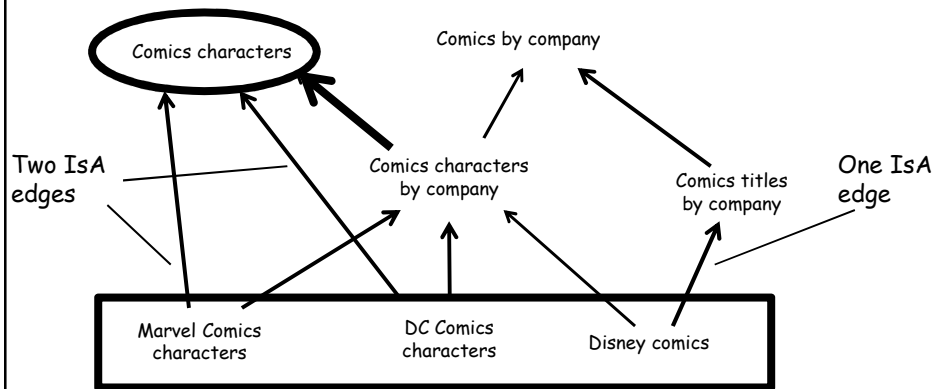 Comics characters
Comics by company
Two IsA
edges
Comics characters
by company
Comics titles
by company
One IsA
edge
Marvel Comics
characters
DC Comics
characters
Disney comics